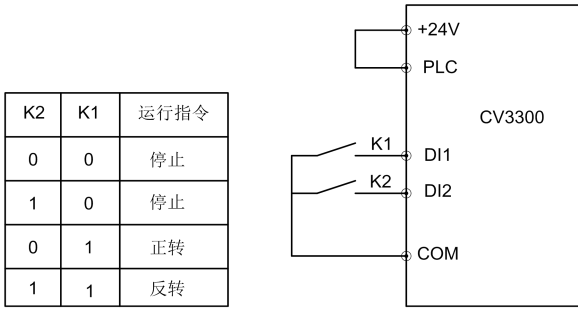 K2 K1 运行指令
0 0 停止
1 0 停止
0 1 正转
1 1 反转
+24V
PLC
CV3300
K1 DI1
K2 DI2
COM